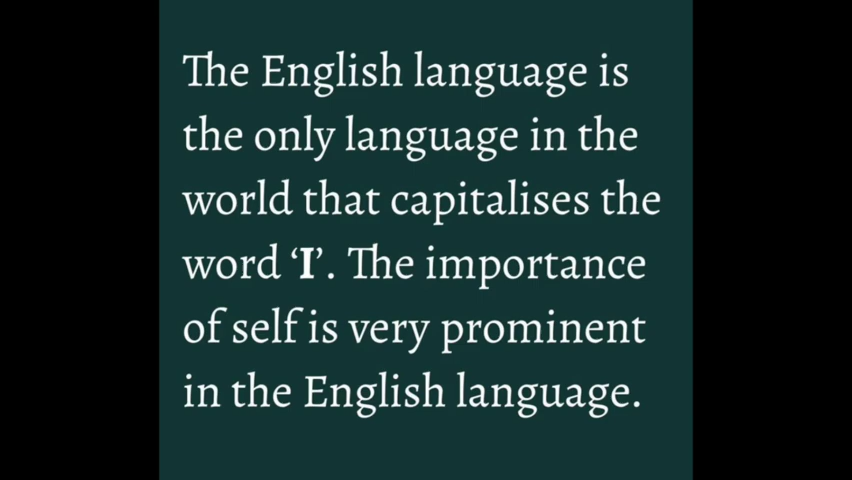 The English language is
the only language in the
world that capitalises the
word ‘I’. The importance
of self is very prominent
in the English language.